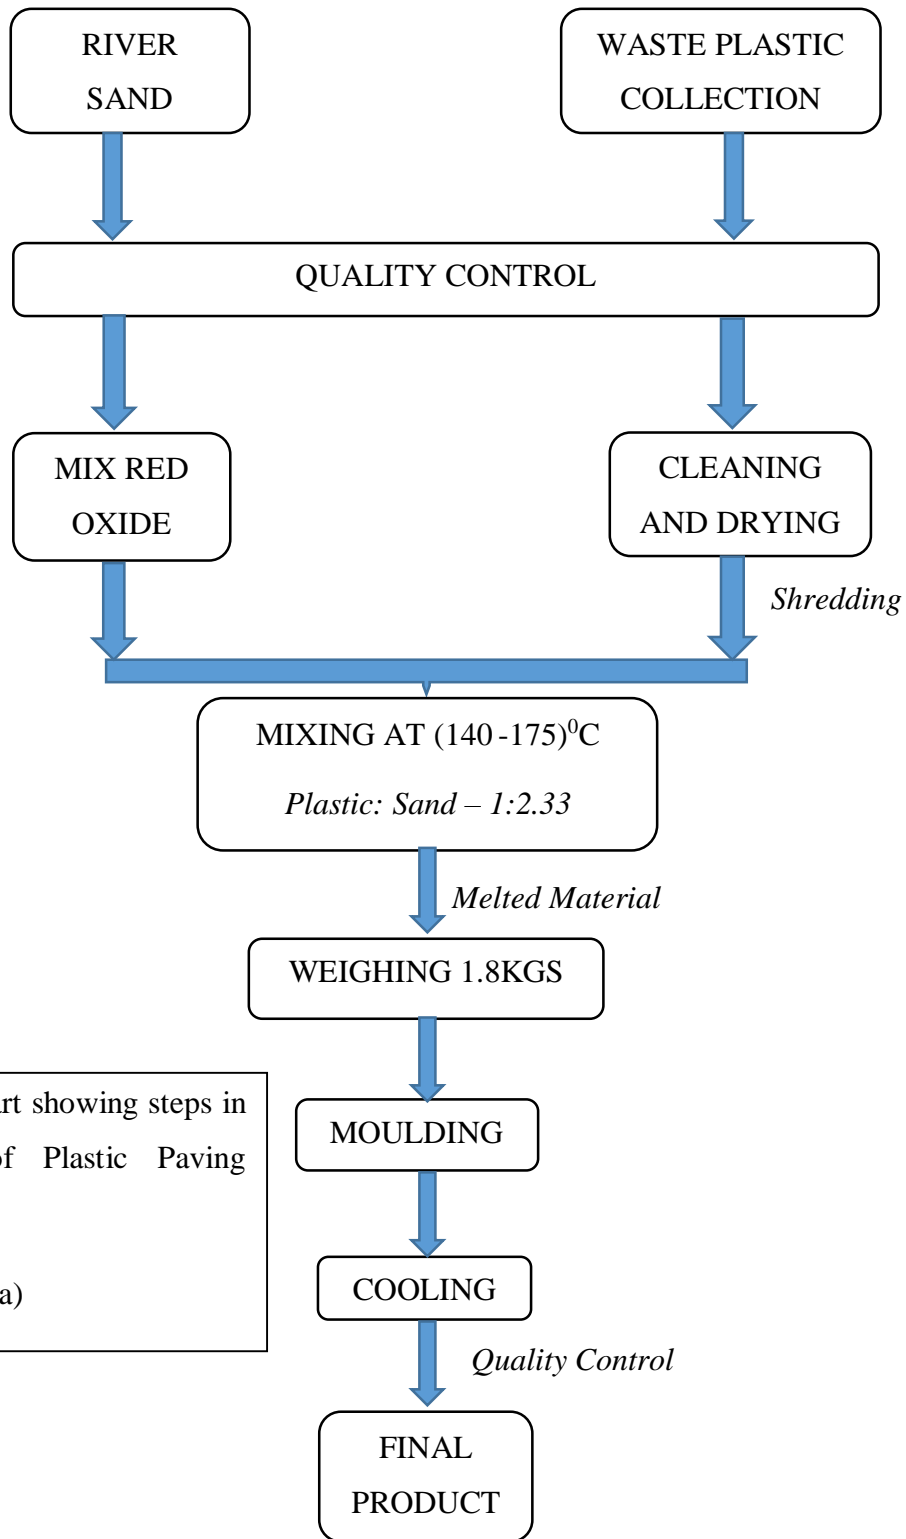 RIVER
SAND
WASTE PLASTIC
COLLECTION
QUALITY CONTROL
MIX RED
OXIDE
CLEANING
AND DRYING
Shredding
MIXING AT (140 -175)⁰C
Plastic: Sand – 1:2.33
Melted Material
WEIGHING 1.8KGS
art showing steps in
of Plastic Paving
MOULDING
a)
COOLING
Quality Control
FINAL
PRODUCT